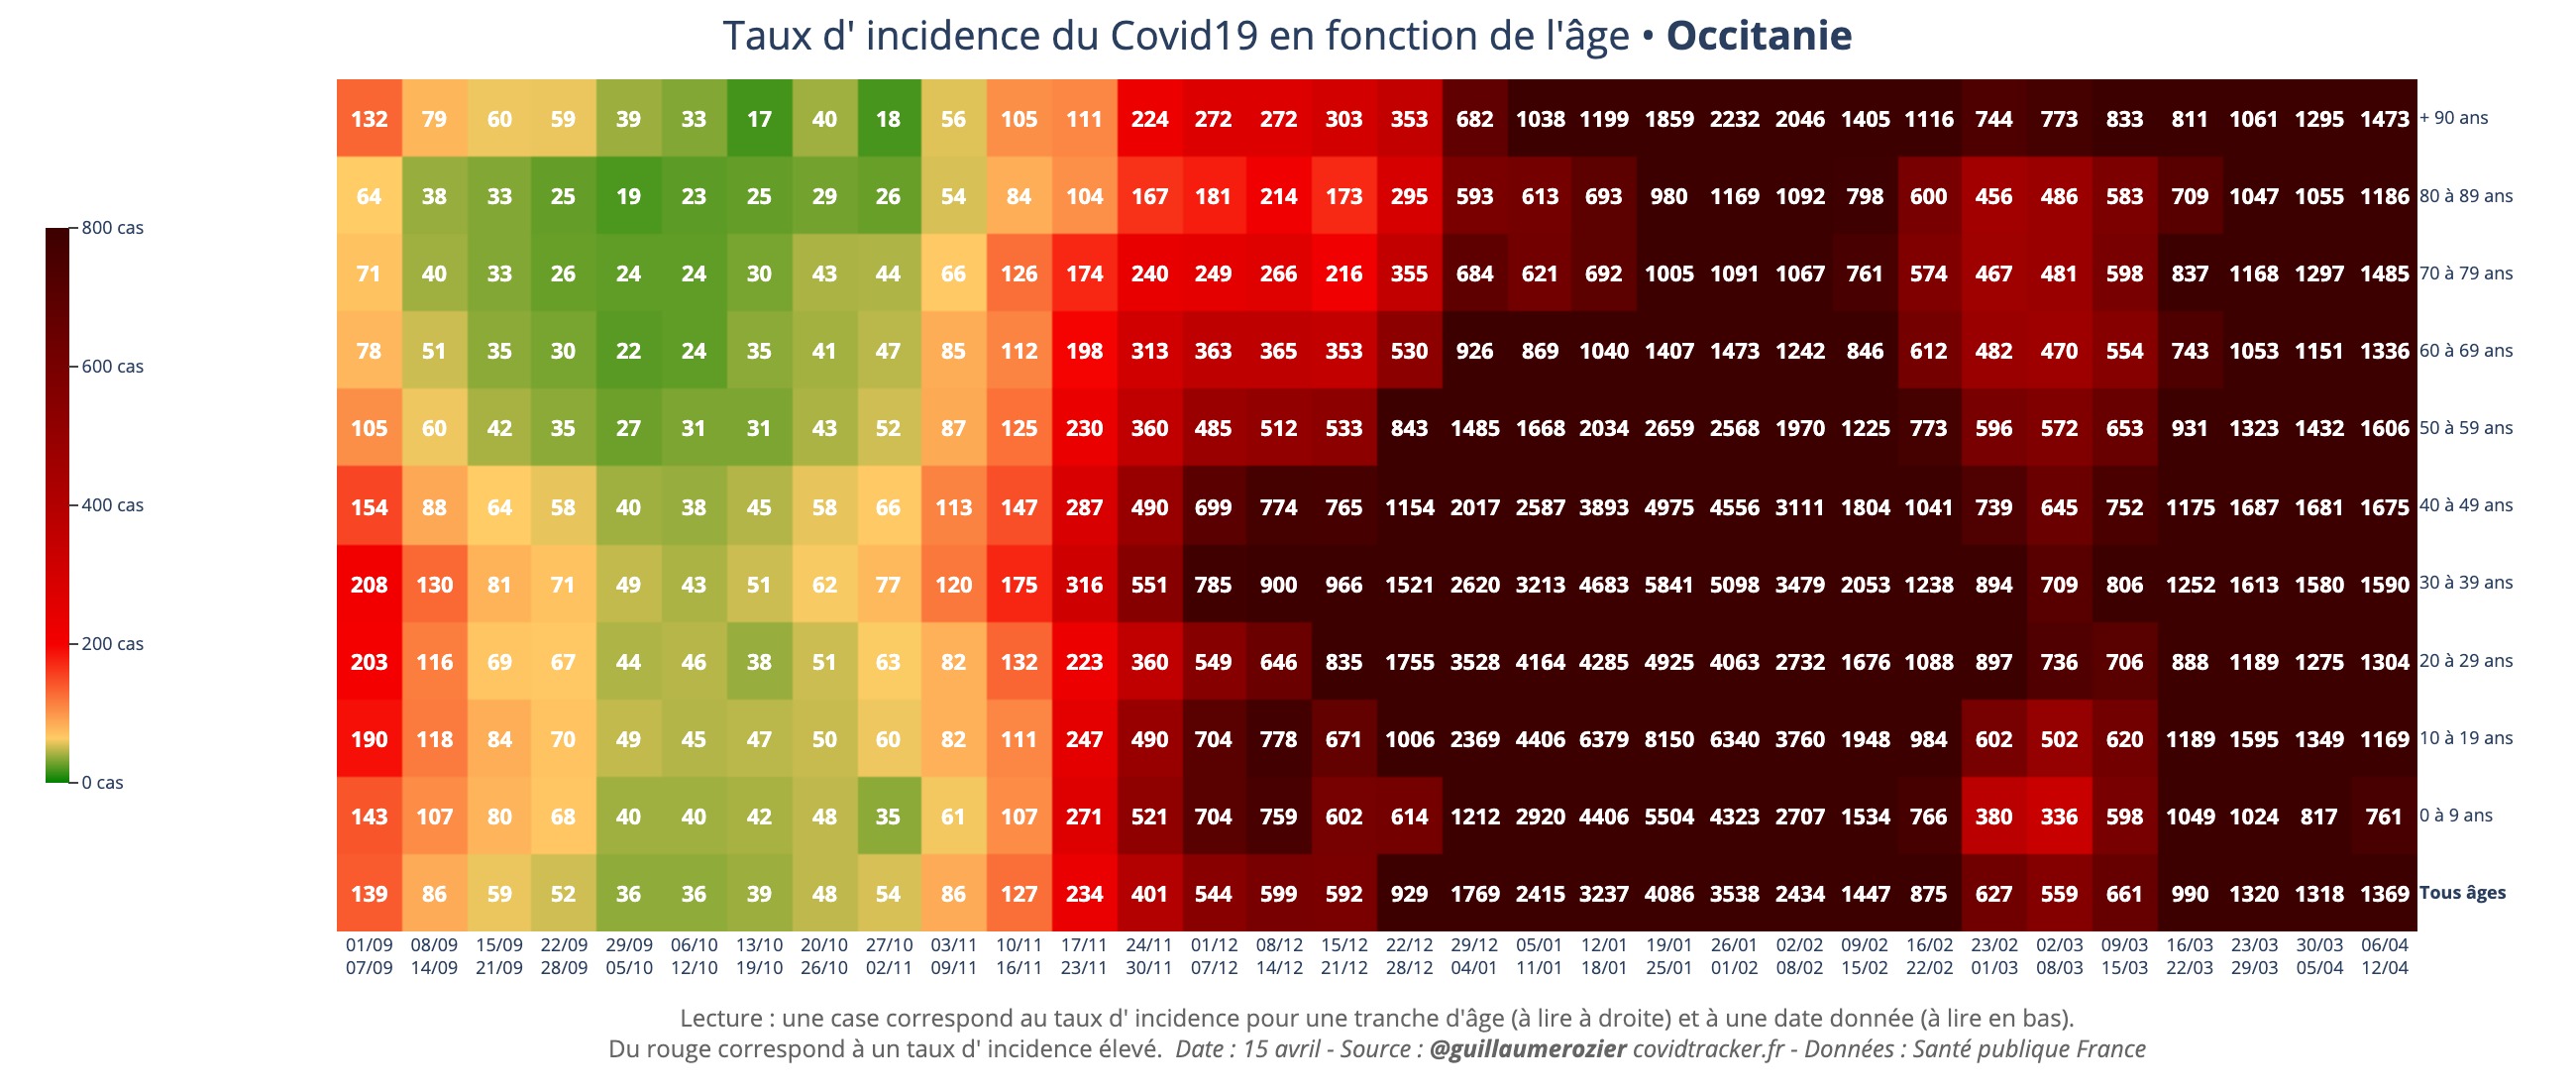 Taux d' incidence du Covid19 en fonction de l'âge • Occitanie
132 79 60 59 39 33 17 40 18 56 105 111 224 272 272 303 353 682 1038 1199 1859 2232 2046 1405 1116 744 773 833 811 1061 1295 1473 + 90 ans
64 38 33 25 19 23 25 29 26 54 84 104 167 181 214 173 295 593 613 693 980 1169 1092 798 600 456 486 583 709 1047 1055 1186 80 à 89 ans
800 cas
71 40 33 26 24 24 30 43 44 66 126 174 240 249 266 216 355 684 621 692 1005 1091 1067 761 574 467 481 598 837 1168 1297 1485 70 à 79 ans
78 51 35 30 22 24 35 41 47 85 112 198 313 363 365 353 530 926 869 1040 1407 1473 1242 846 612 482 470 554 743 1053 1151 1336 60 à 69 ans
600 cas
105 60 42 35 27 31 31 43 52 87 125 230 360 485 512 533 843 1485 1668 2034 2659 2568 1970 1225 773 596 572 653 931 1323 1432 1606 50 à 59 ans
400 cas
154 88 64 58 40 38 45 58 66 113 147 287 490 699 774 765 1154 2017 2587 3893 4975 4556 3111 1804 1041 739 645 752 1175 1687 1681 1675 40 à 49 ans
208 130 81 71 49 43 51 62 77 120 175 316 551 785 900 966 1521 2620 3213 4683 5841 5098 3479 2053 1238 894 709 806 1252 1613 1580 1590 30 à 39 ans
200 cas
203 116 69 67 44 46 38 51 63 82 132 223 360 549 646 835 1755 3528 4164 4285 4925 4063 2732 1676 1088 897 736 706 888 1189 1275 1304 20 à 29 ans
190 118 84 70 49 45 47 50 60 82 111 247 490 704 778 671 1006 2369 4406 6379 8150 6340 3760 1948 984 602 502 620 1189 1595 1349 1169 10 à 19 ans
0 cas
143 107 80 68 40 40 42 48 35 61 107 271 521 704 759 602 614 1212 2920 4406 5504 4323 2707 1534 766 380 336 598 1049 1024 817 761 0 à 9 ans
139 86 59 52 36 36 39 48 54 86 127 234 401 544 599 592 929 1769 2415 3237 4086 3538 2434 1447 875 627 559 661 990 1320 1318 1369 Tous âges
01/09 08/09 15/09 22/09 29/09 06/10 13/10 20/10 27/10 03/11 10/11 17/11 24/11 01/12 08/12 15/12 22/12 29/12 05/01 12/01 19/01 26/01 02/02 09/02 16/02 23/02 02/03 09/03 16/03 23/03 30/03 06/04
07/09 14/09 21/09 28/09 05/10 12/10 19/10 26/10 02/11 09/11 16/11 23/11 30/11 07/12 14/12 21/12 28/12 04/01 11/01 18/01 25/01 01/02 08/02 15/02 22/02 01/03 08/03 15/03 22/03 29/03 05/04 12/04
Lecture : une case correspond au taux d' incidence pour une tranche d'âge (à lire à droite) et à une date donnée (à lire en bas).
Du rouge correspond à un taux d' incidence élevé. Date : 15 avril - Source : @guillaumerozier covidtracker.fr - Données : Santé publique France